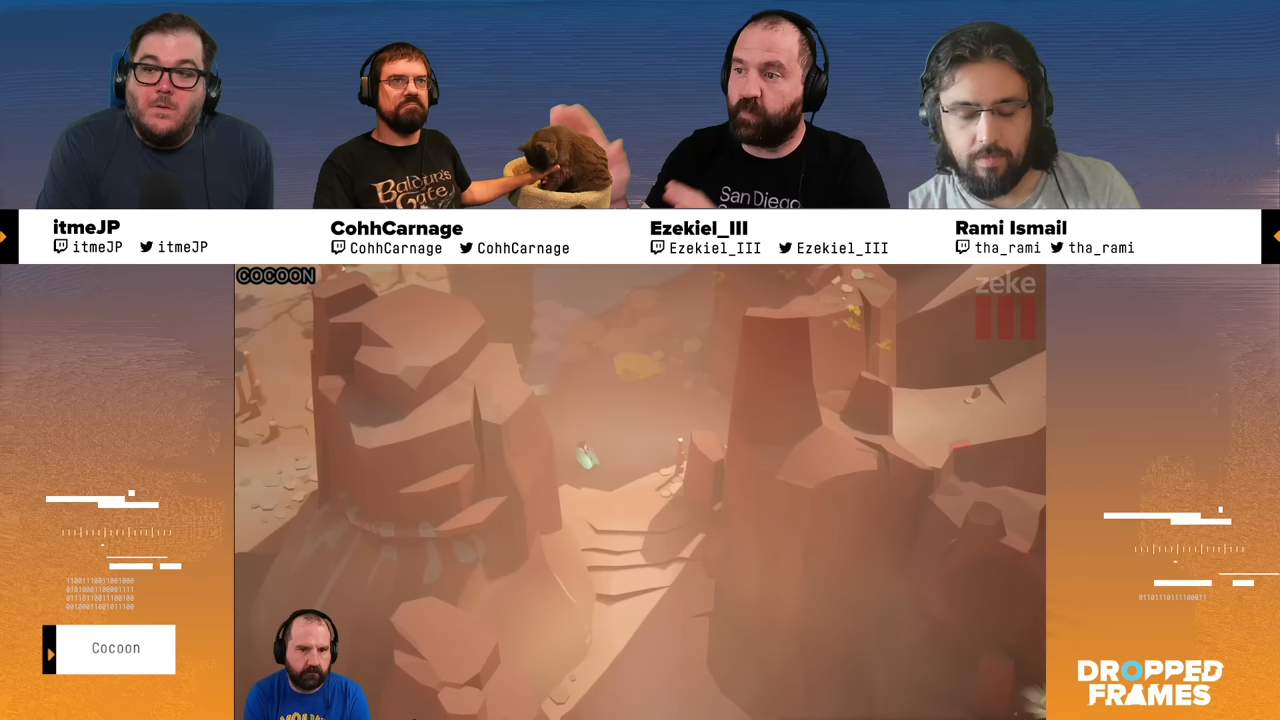 Baldur's
Gate
San Diego
itmeJP
itmeJP itmeJP
CohhCarnage
CohhCarnage CohhCarnage
Ezekiel_III
Ezekiel_III Ezekiel_III
Rami Ismail
tha_rami tha_rami
COCOON
zeke
III
Cocoon
DROPPED
FRAMES